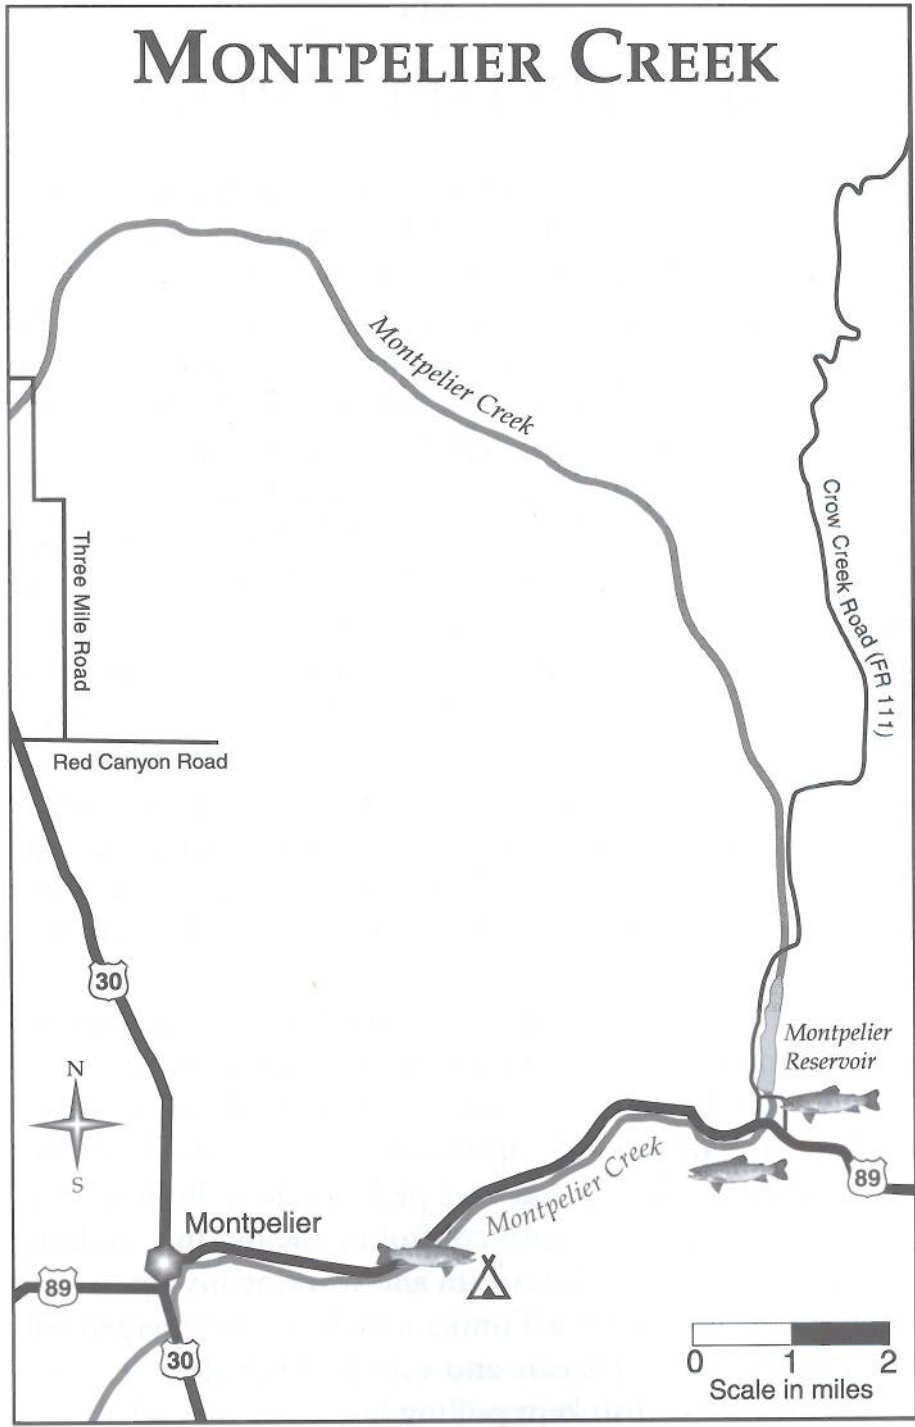 MONTPELIER CREEK
Montpelier Creek
Crow Creek Road (FR 111)
Three Mile Road
Red Canyon Road
30
N
S
Montpelier
Reservoir
Montpelier Creek
89
Montpelier
89
30
0 1 2
Scale in miles